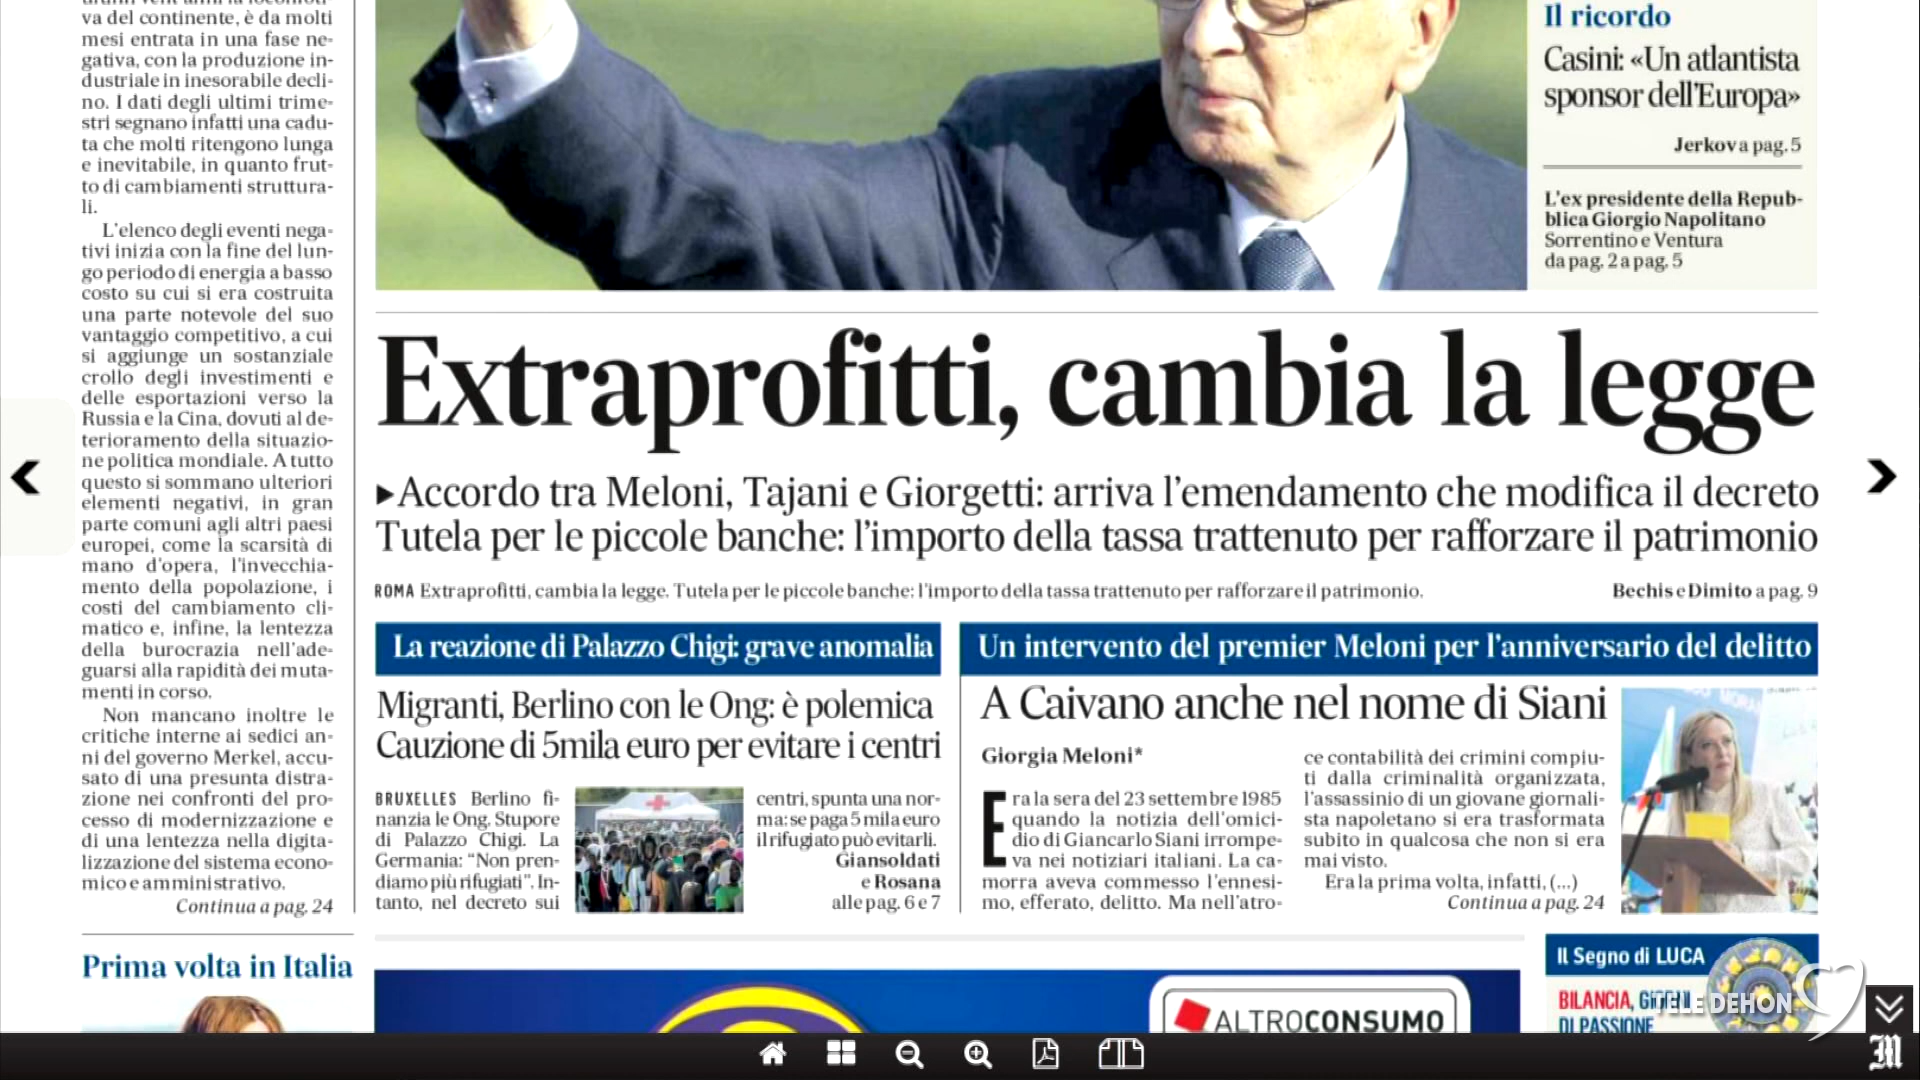 va del continente, è da molti
mesi entrata in una fase ne-
gativa, con la produzione in-
dustriale in inesorabile decli-
no. I dati degli ultimi trime-
stri segnano infatti una cadu-
ta che molti ritengono lunga
e inevitabile, in quanto frut-
to di cambiamenti struttura-
li.
L'elenco degli eventi nega-
tivi inizia con la fine del lun-
go periodo di energia a basso
costo su cui si era costruita
una parte notevole del suo
vantaggio competitivo, a cui
si aggiunge un sostanziale
crollo degli investimenti e
delle esportazioni verso la
Russia e la Cina, dovuti al de-
terioramento della situazio-
ne politica mondiale. A tutto
questo si sommano ulteriori
elementi negativi, in gran
parte comuni agli altri paesi
europei, come la scarsità di
mano d'opera, l'invecchia-
mento della popolazione, i
costi del cambiamento cli-
matico e, infine, la lentezza
della burocrazia nell'ade-
guarsi alla rapidità dei muta-
menti in corso.
Non mancano inoltre le
critiche interne ai sedici an-
ni del governo Merkel, accu-
sato di una presunta distra-
zione nei confronti del pro-
cesso di modernizzazione e
di una lentezza nella digita-
lizzazione del sistema econo-
mico e amministrativo.
Continua a pag. 24
Prima volta in Italia
Il ricordo
Casini: «Un atlantista
sponsor dell'Europa»
Jerkov a pag. 5
L'ex presidente della Repub-
blica Giorgio Napolitano
Sorrentino e Ventura
da pag. 2 a pag. 5
Extraprofitti, cambia la legge
▶Accordo tra Meloni, Tajani e Giorgetti: arriva l'emendamento che modifica il decreto
Tutela per le piccole banche: l'importo della tassa trattenuto per rafforzare il patrimonio
ROMA Extraprofitti, cambia la legge. Tutela per le piccole banche: l'importo della tassa trattenuto per rafforzare il patrimonio.
Bechis e Dimito a pag. 9
La reazione di Palazzo Chigi: grave anomalia
Migranti, Berlino con le Ong: è polemica
Cauzione di 5mila euro per evitare i centri
BRUXELLES Berlino fi-
nanzia le Ong. Stupore
di Palazzo Chigi. La
Germania: "Non pren-
diamo più rifugiati". In-
tanto, nel decreto sui
centri, spunta una nor-
ma: se paga 5 mila euro
il rifugiato può evitarli.
Giansoldati
e Rosana
alle pag. 6 e 7
Un intervento del premier Meloni per l'anniversario del delitto
A Caivano anche nel nome di Siani
Giorgia Meloni*
Era la sera del 23 settembre 1985
quando la notizia dell'omici-
dio di Giancarlo Siani irrompe-
va nei notiziari italiani. La ca-
morra aveva commesso l'ennesi-
mo, efferato, delitto. Ma nell'atro-
ce contabilità dei crimini compiu-
ti dalla criminalità organizzata,
l'assassinio di un giovane giornali-
sta napoletano si era trasformata
subito in qualcosa che non si era
mai visto.
Era la prima volta, infatti, (...)
Continua a pag. 24
ALTROCONSUMO
Il Segno di LUCA
BILANCIA, GIORNI
DI PASSIONE
TELE DEHON
M